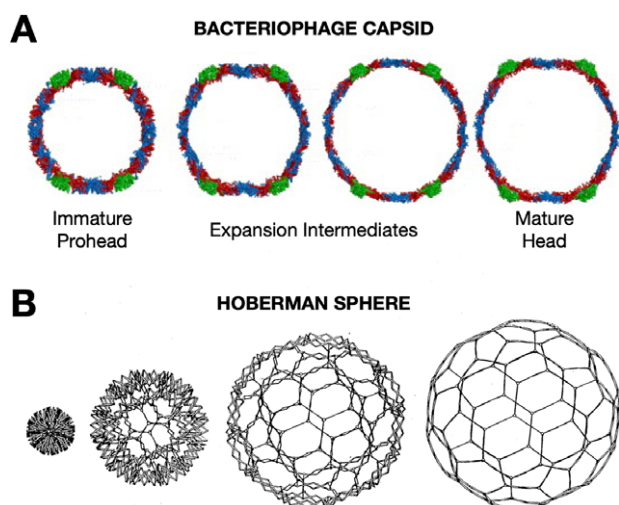 A
BACTERIOPHAGE CAPSID
Immature
Prohead
Expansion Intermediates
Mature
Head
B
HOBERMAN SPHERE